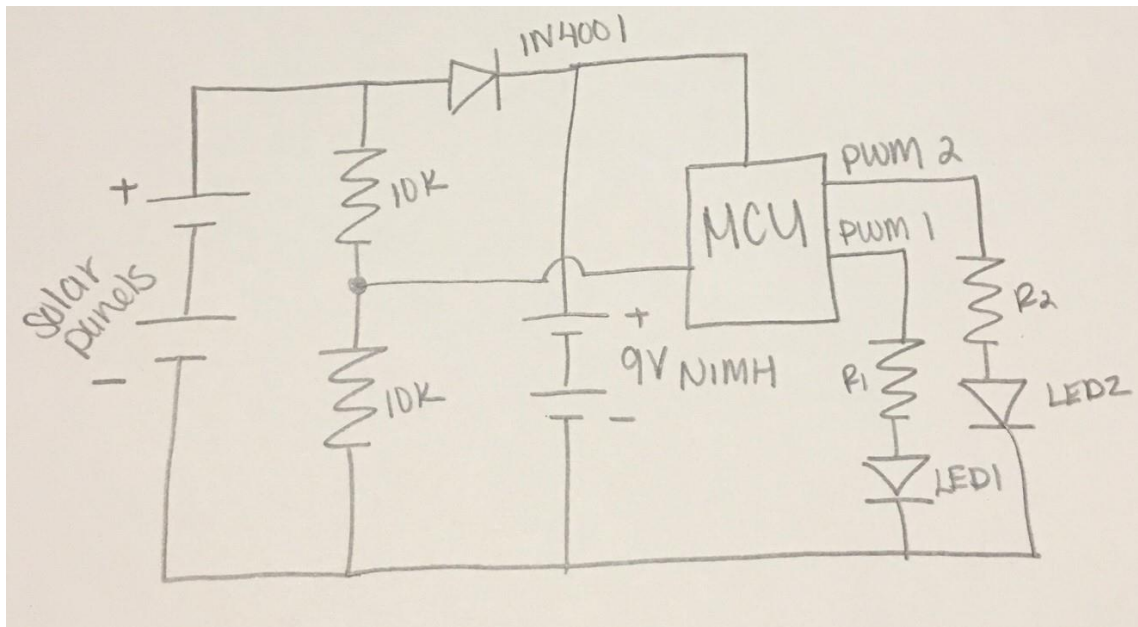 1N4001
+
10K
Solar
panels
-
10K
+
9V NiMH
-
MCU
PWM 2
PWM 1
R2
R1
LED2
LED1